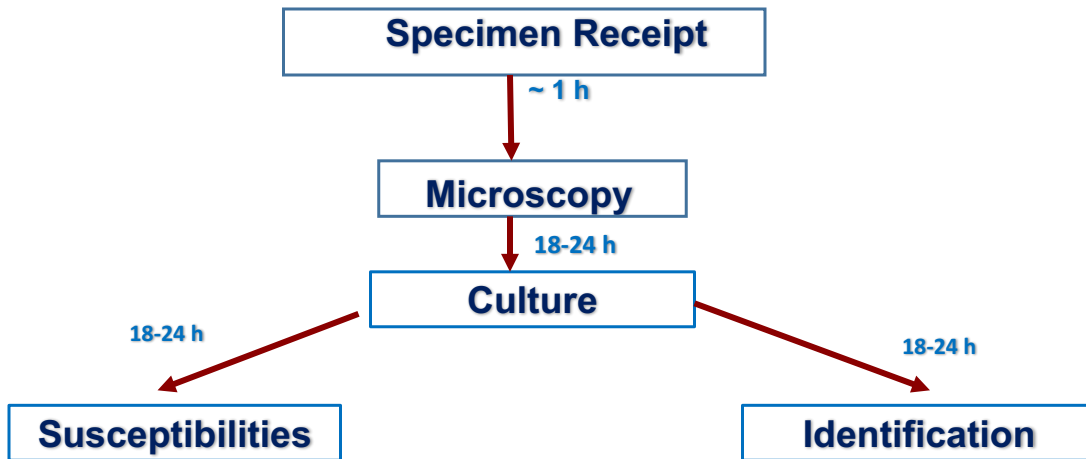 Specimen Receipt
~ 1 h
Microscopy
18-24 h
Culture
18-24 h
18-24 h
Susceptibilities
Identification